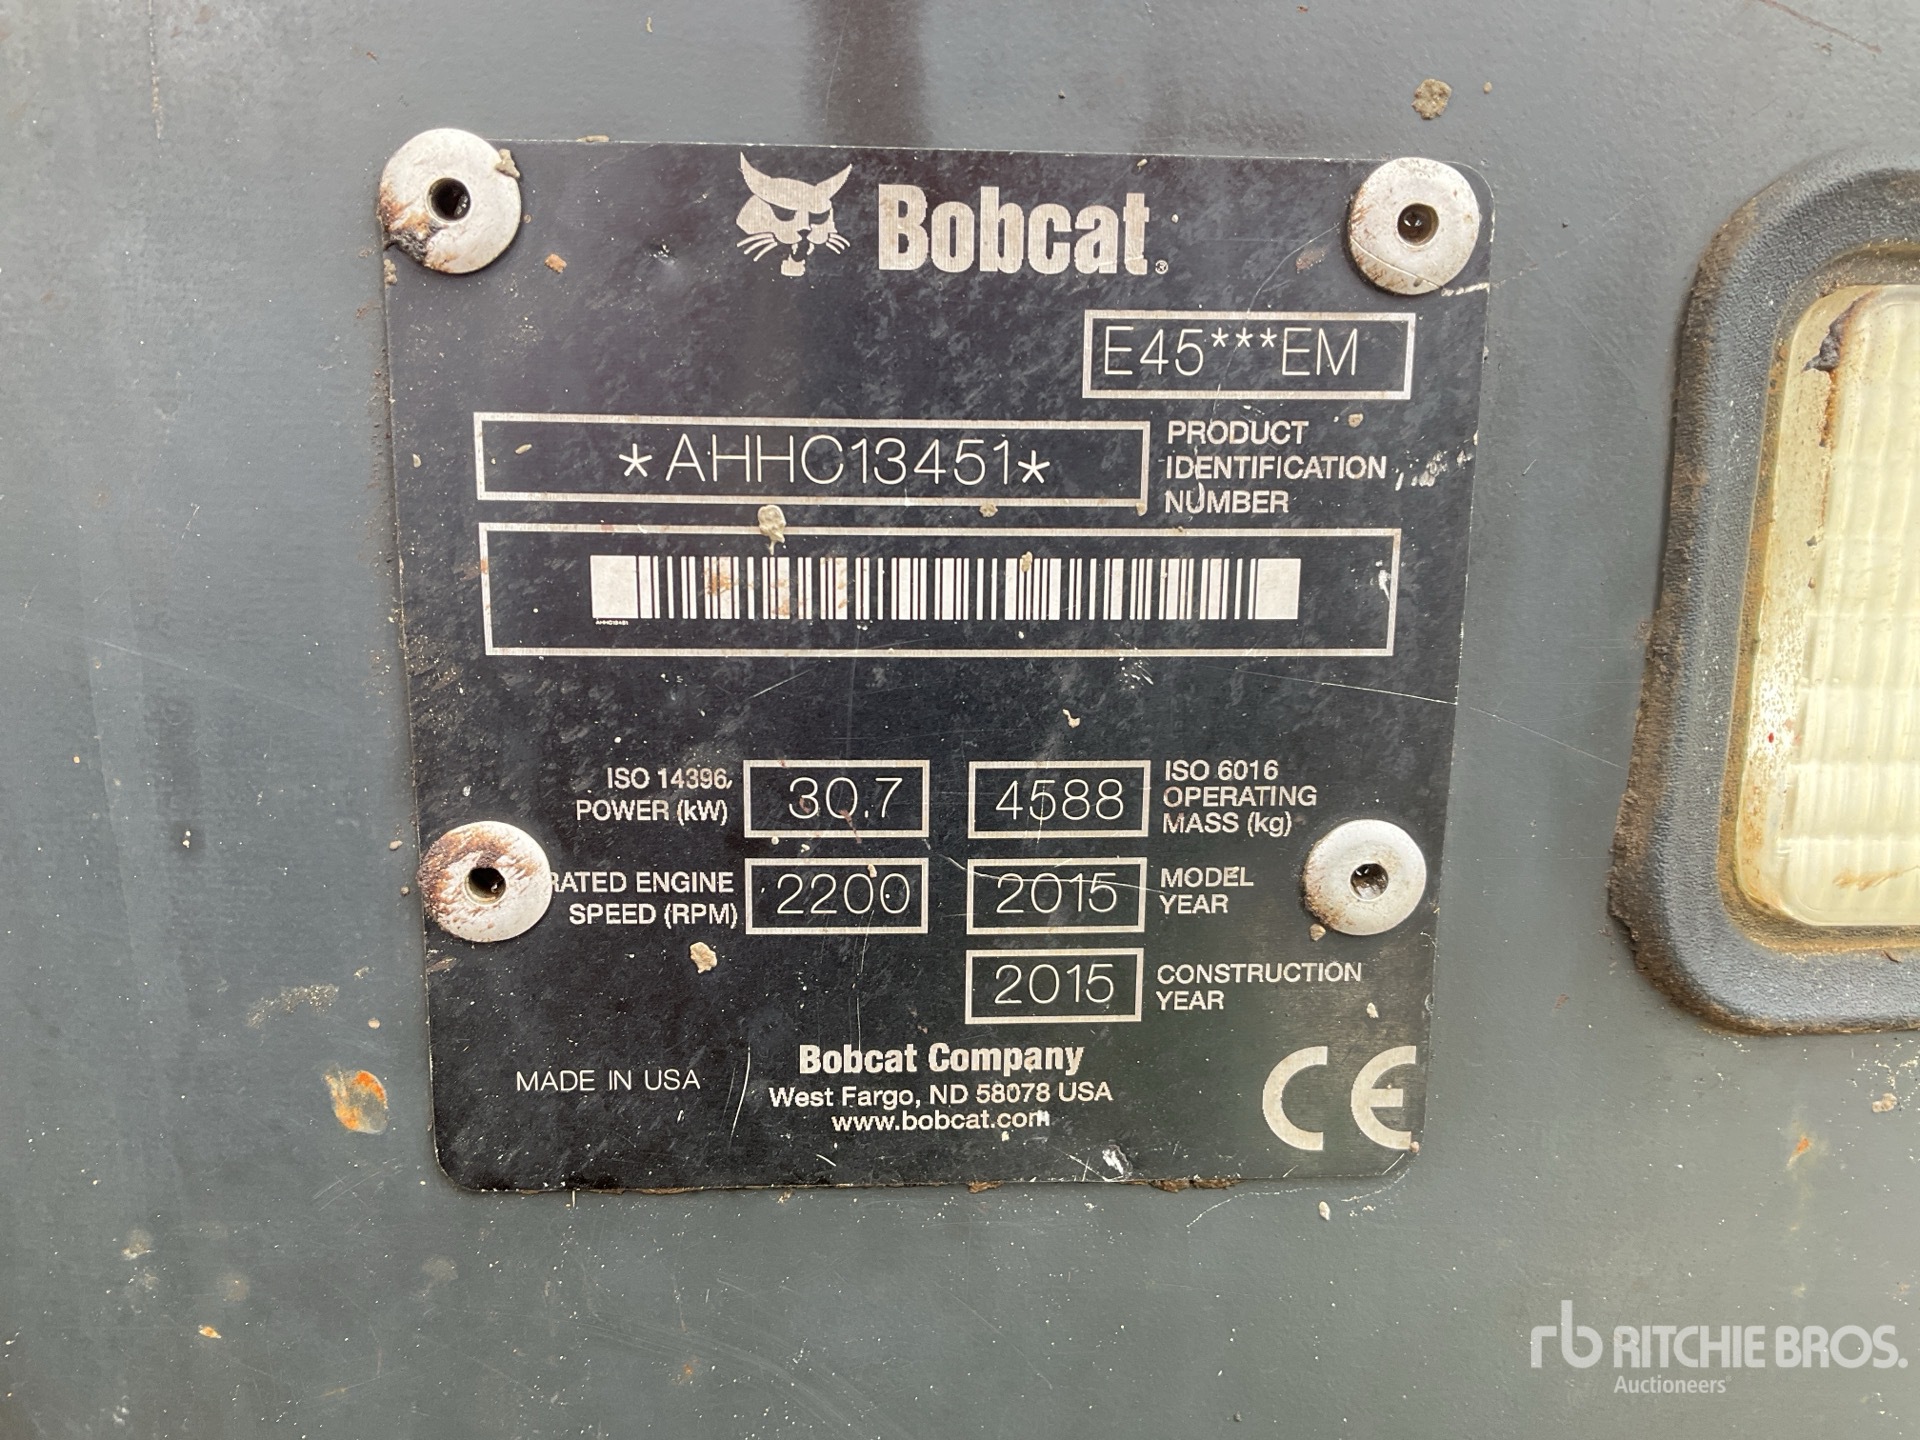 Bobcat®
E45***EM
*AHHC13451*
PRODUCT
IDENTIFICATION
NUMBER
AHHC13451
ISO 14396
POWER (kW)
30.7
4588
ISO 6016
OPERATING
MASS (kg)
RATED ENGINE
SPEED (RPM)
2200
2015
MODEL
YEAR
2015
CONSTRUCTION
YEAR
MADE IN USA
Bobcat Company
West Fargo, ND 58078 USA
www.bobcat.com
CE
rb RITCHIE BROS.
Auctioneers